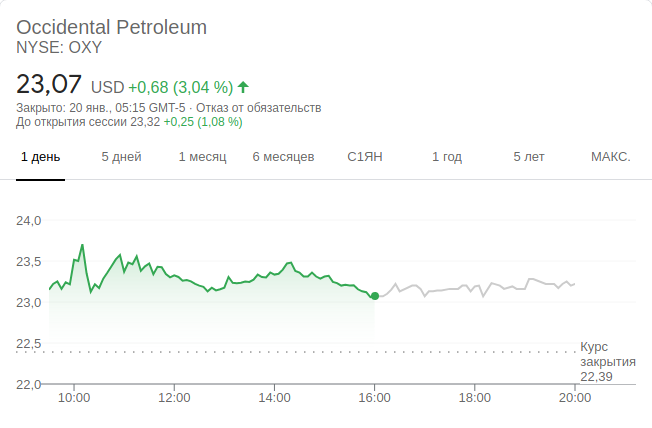 Occidental Petroleum
NYSE: OXY
23,07 USD +0,68 (3,04 %)
Закрыто: 20 янв., 05:15 GMT-5 · Отказ от обязательств
До открытия сессии 23,32 +0,25 (1,08 %)
1 день 5 дней 1 месяц 6 месяцев С1ЯН 1 год 5 лет МАКС.
24,0
23,5
23,0
22,5
Курс
закрытия
22,39
22,0
10:00 12:00 14:00 16:00 18:00 20:00